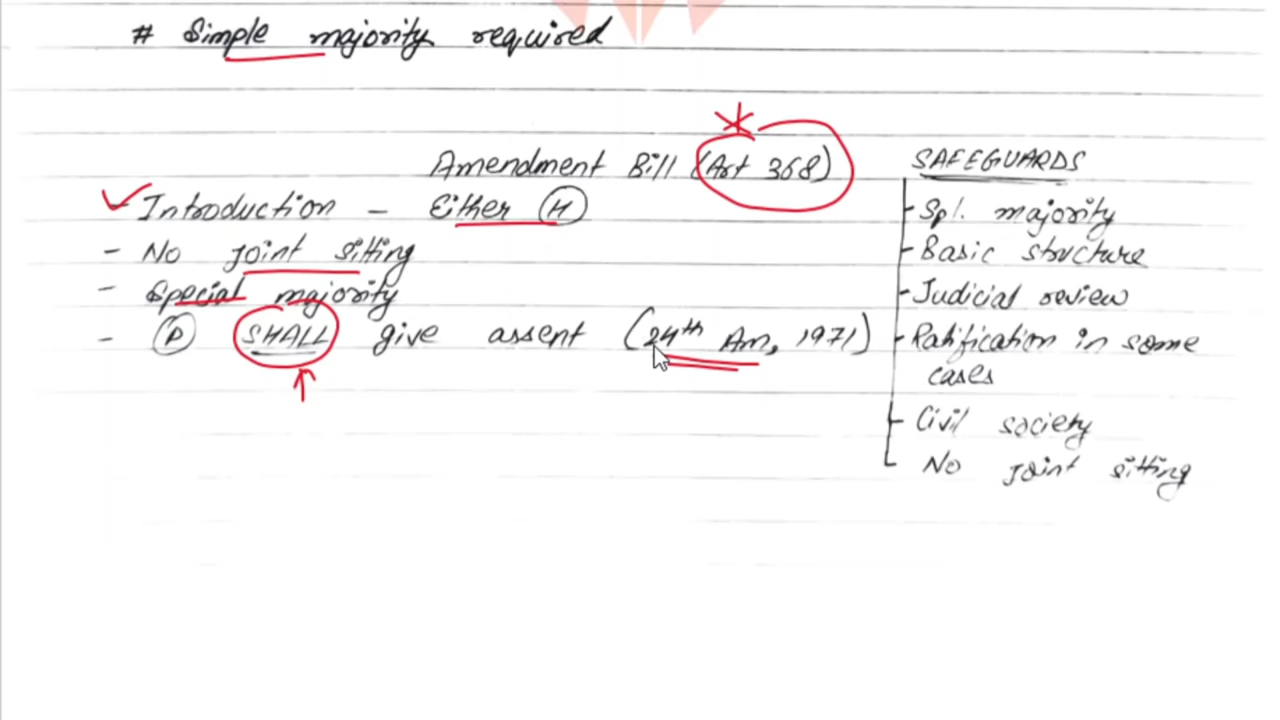 # Simple majority required
Amendment Bill (Art 368)
- Introduction - Either (H)
- No joint sitting
- Special majority
- (P) SHALL give assent (24th Am, 1971)
SAFEGUARDS
- Spl. majority
- Basic structure
- Judicial review
- Ratification in some
cases
- Civil society
- No joint sitting